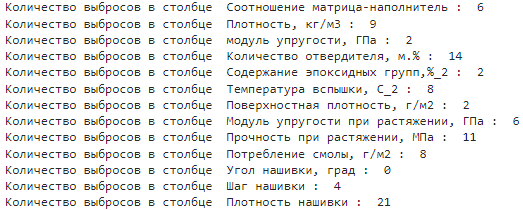 Количество выбросов в столбце  Соотношение матрица-наполнитель :  6
Количество выбросов в столбце  Плотность, кг/м3 :  9
Количество выбросов в столбце  модуль упругости, ГПа :  2
Количество выбросов в столбце  Количество отвердителя, м.% :  14
Количество выбросов в столбце  Содержание эпоксидных групп,%_2 :  2
Количество выбросов в столбце  Температура вспышки, С_2 :  8
Количество выбросов в столбце  Поверхностная плотность, г/м2 :  2
Количество выбросов в столбце  Модуль упругости при растяжении, ГПа :  6
Количество выбросов в столбце  Прочность при растяжении, МПа :  11
Количество выбросов в столбце  Потребление смолы, г/м2 :  8
Количество выбросов в столбце  Угол нашивки, град :  0
Количество выбросов в столбце  Шаг нашивки :  4
Количество выбросов в столбце  Плотность нашивки :  21